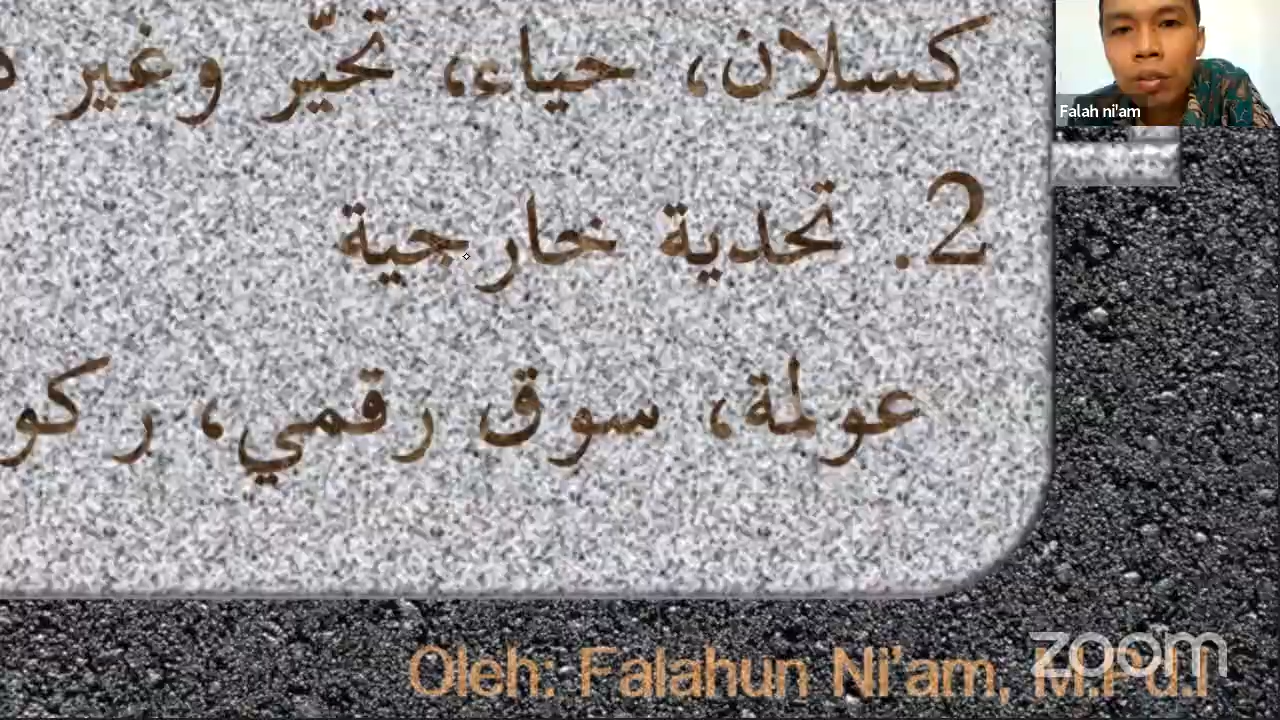 كسلان، حياء، تحيّر وغير
2. تحدية خارجية
عولمة، سوق رقمي، ركو
Falah ni'am
Oleh: Falahun Ni'am, M.Pd.I
zoom